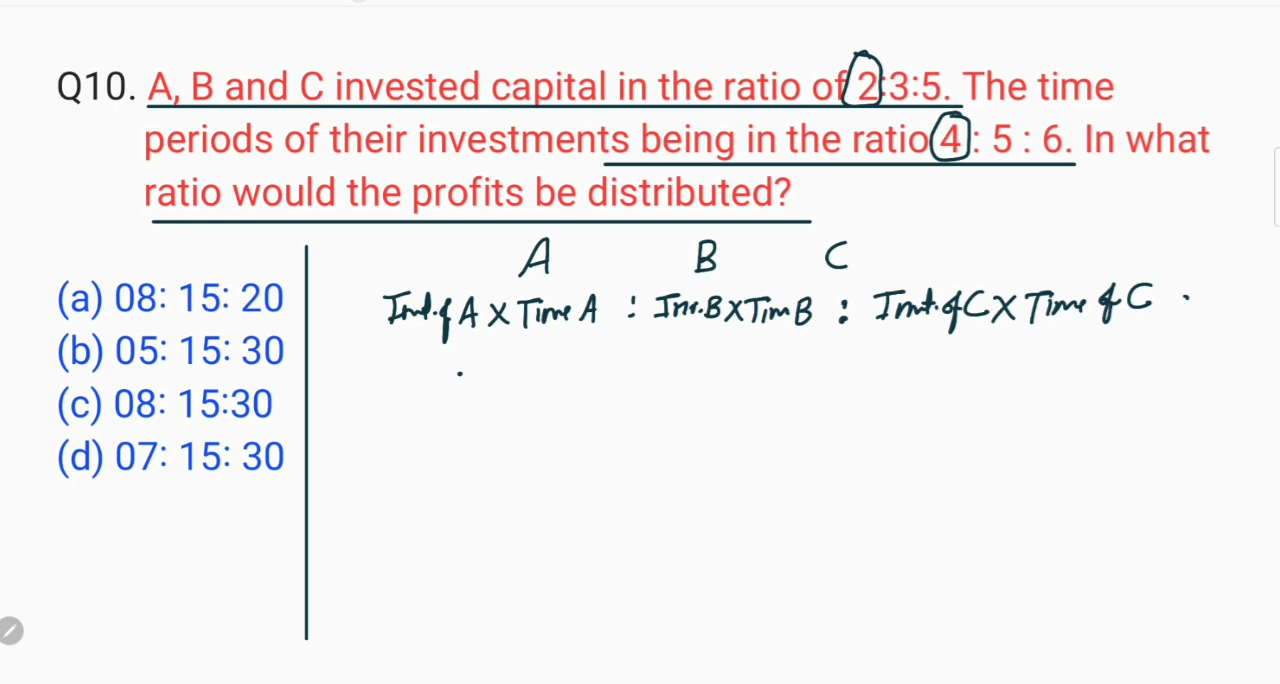 Q10. A, B and C invested capital in the ratio of 2:3:5. The time
periods of their investments being in the ratio 4 : 5 : 6. In what
ratio would the profits be distributed?
A B C
Invt. of A X Time A : Inv. B X Tim B : Invt. of C X Time of C .
(a) 08: 15: 20
(b) 05: 15: 30
(c) 08: 15:30
(d) 07: 15: 30